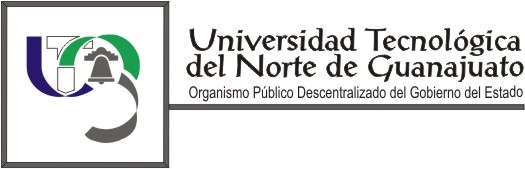 Universidad Tecnológica
del Norte de Guanajuato
Organismo Público Descentralizado del Gobierno del Estado